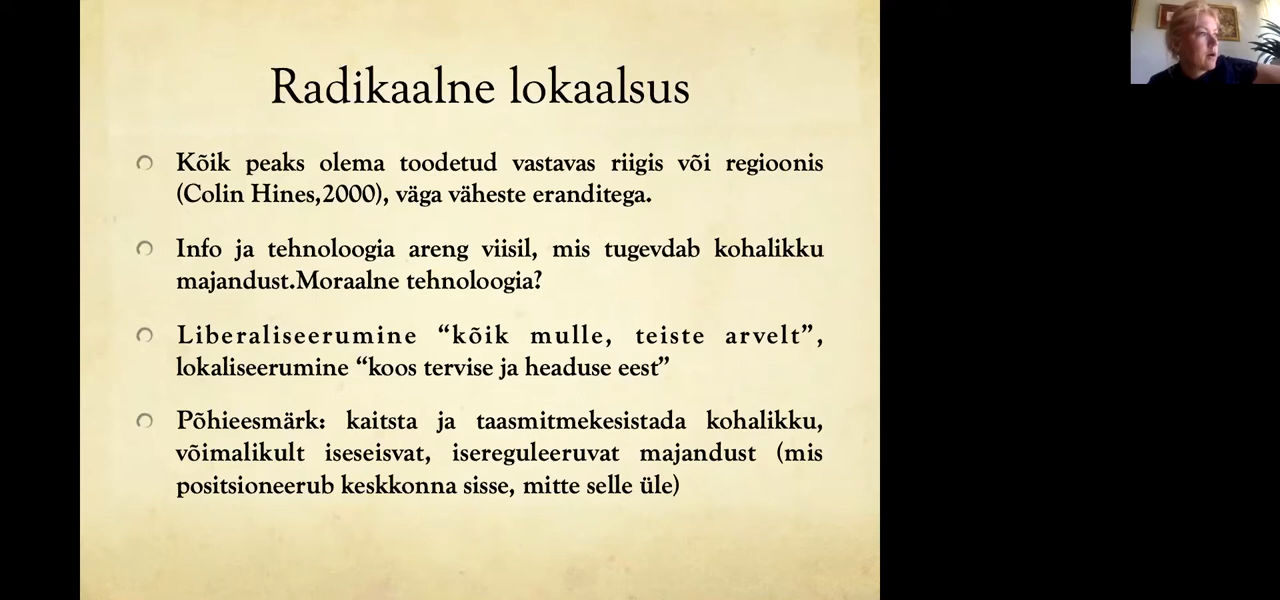 Radikaalne lokaalsus
Kõik peaks olema toodetud vastavas riigis või regioonis
(Colin Hines,2000), väga väheste eranditega.
Info ja tehnoloogia areng viisil, mis tugevdab kohalikku
majandust.Moraalne tehnoloogia?
Liberaliseerumine “kõik mulle, teiste arvelt”,
lokaliseerumine “koos tervise ja headuse eest”
Põhieesmärk: kaitsta ja taasmitmekesistada kohalikku,
võimalikult iseseisvat, isereguleeruvat majandust (mis
positsioneerub keskkonna sisse, mitte selle üle)